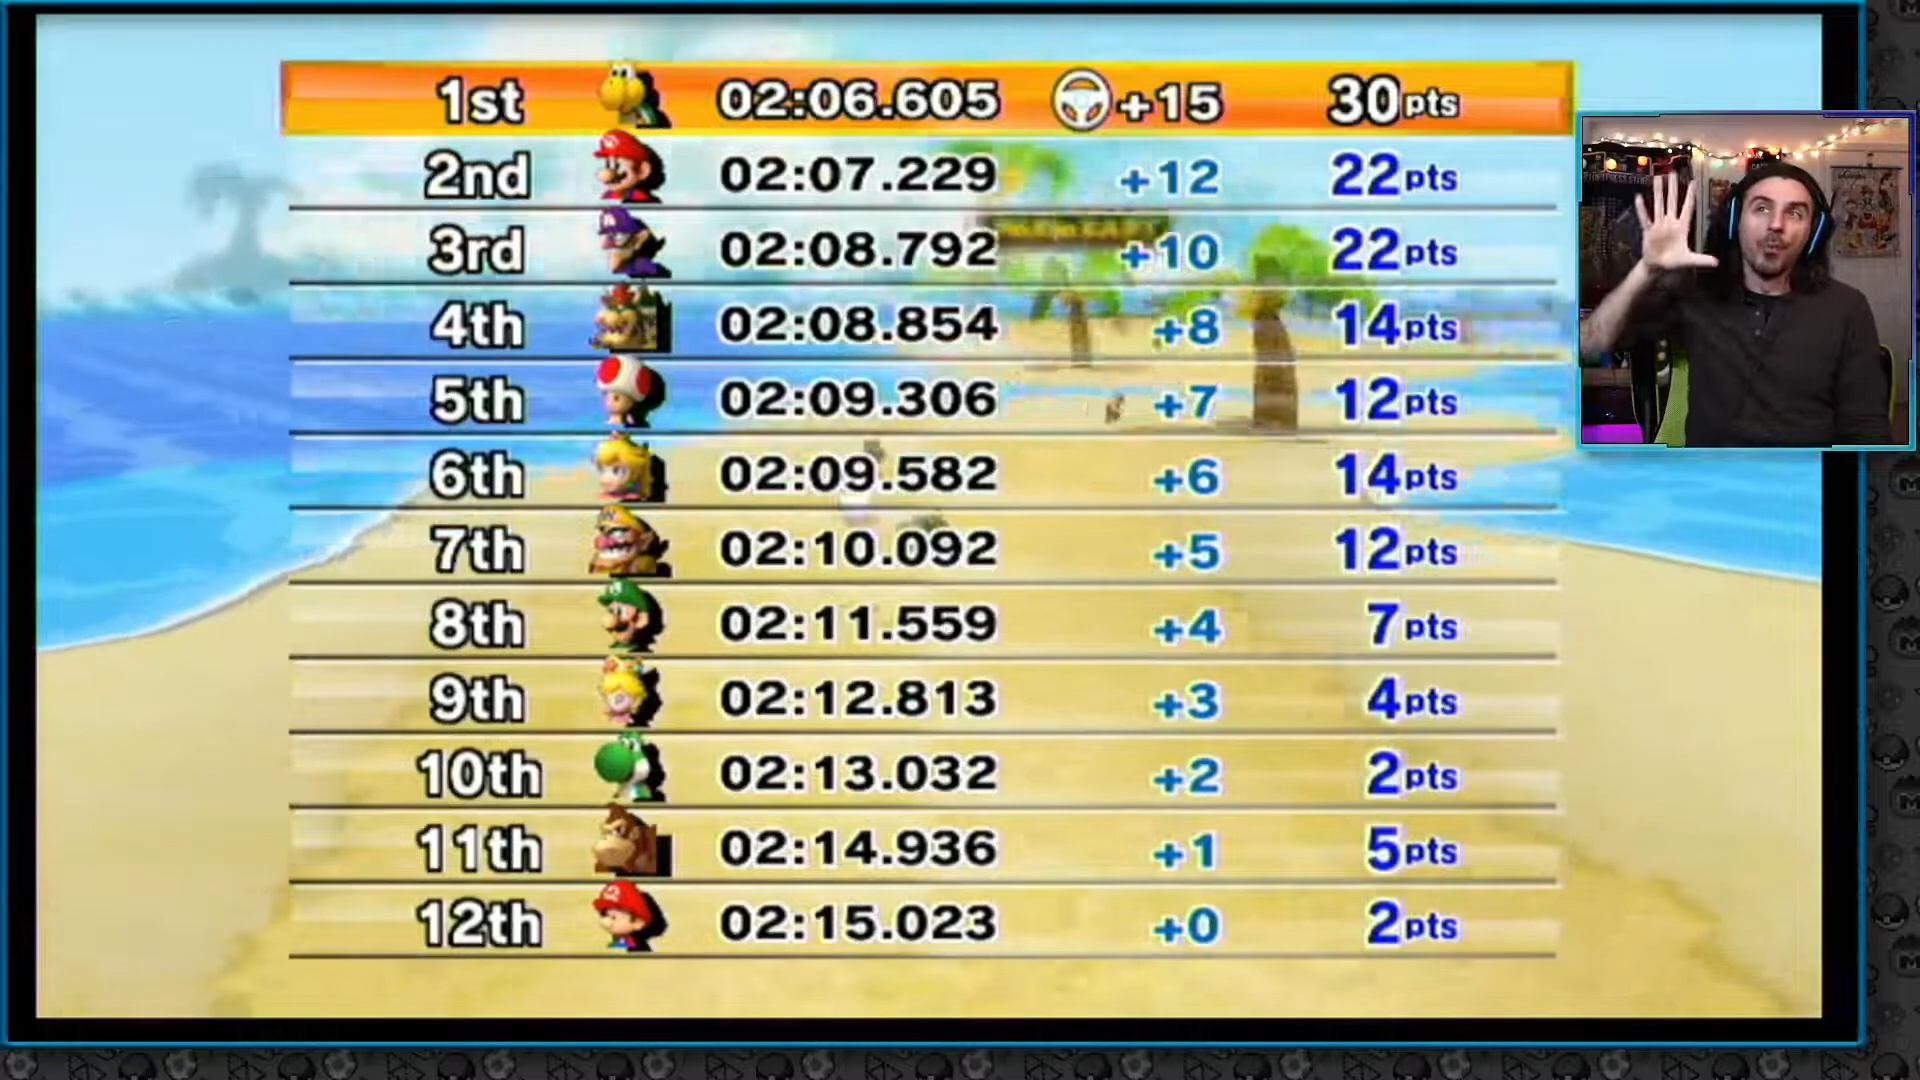 1st 02:06.605 +15 30pts
2nd 02:07.229 +12 22pts
3rd 02:08.792 +10 22pts
4th 02:08.854 +8 14pts
5th 02:09.306 +7 12pts
6th 02:09.582 +6 14pts
7th 02:10.092 +5 12pts
8th 02:11.559 +4 7pts
9th 02:12.813 +3 4pts
10th 02:13.032 +2 2pts
11th 02:14.936 +1 5pts
12th 02:15.023 +0 2pts